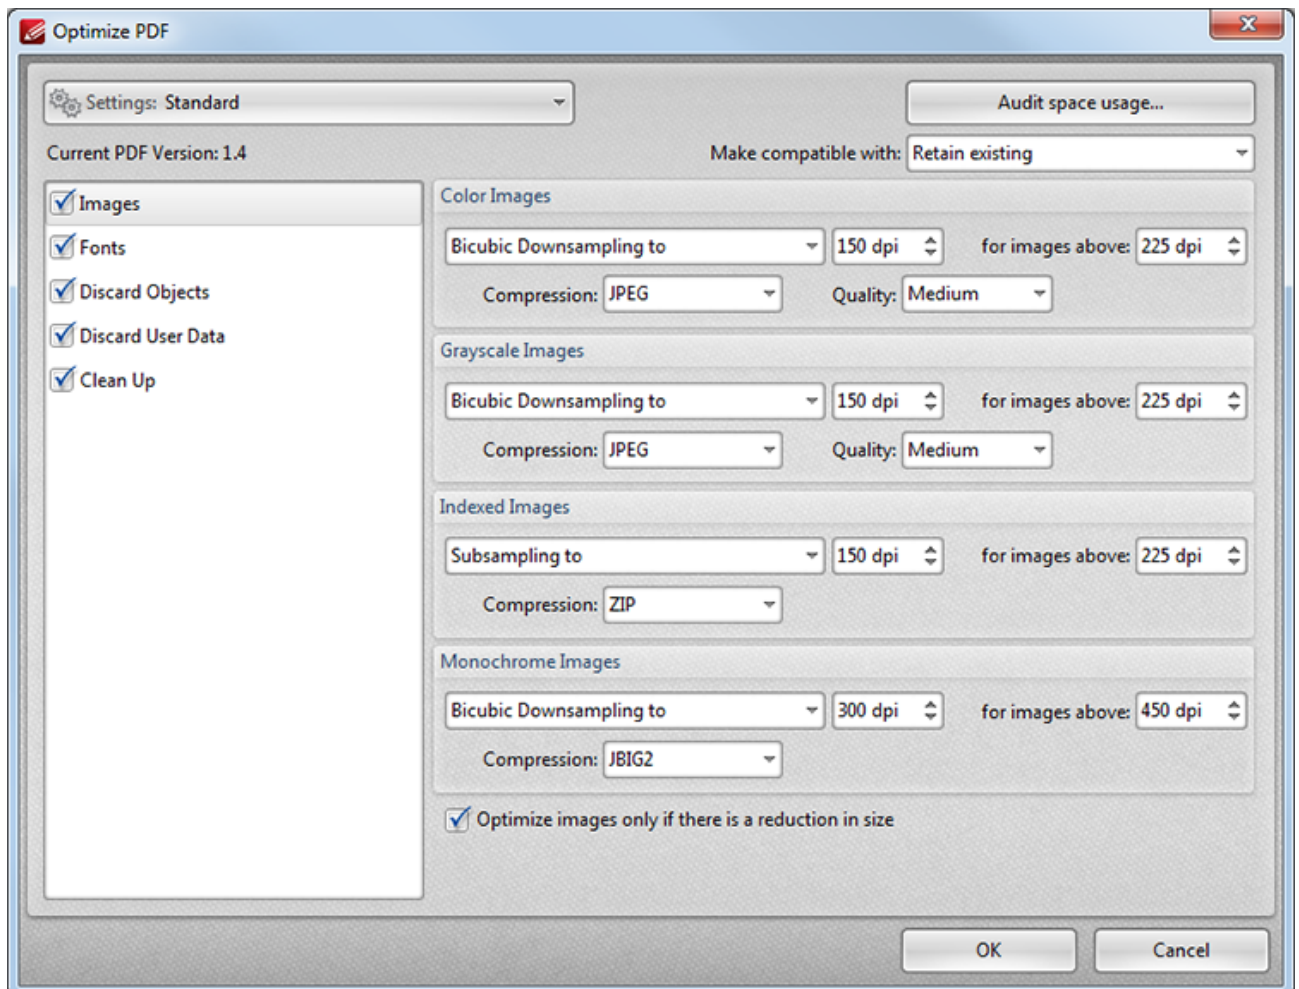 Optimize PDF
Settings: Standard
Audit space usage...
Current PDF Version: 1.4
Make compatible with: Retain existing
Images
Fonts
Discard Objects
Discard User Data
Clean Up
Color Images
Bicubic Downsampling to 150 dpi for images above: 225 dpi
Compression: JPEG Quality: Medium
Grayscale Images
Bicubic Downsampling to 150 dpi for images above: 225 dpi
Compression: JPEG Quality: Medium
Indexed Images
Subsampling to 150 dpi for images above: 225 dpi
Compression: ZIP
Monochrome Images
Bicubic Downsampling to 300 dpi for images above: 450 dpi
Compression: JBIG2
Optimize images only if there is a reduction in size
OK Cancel